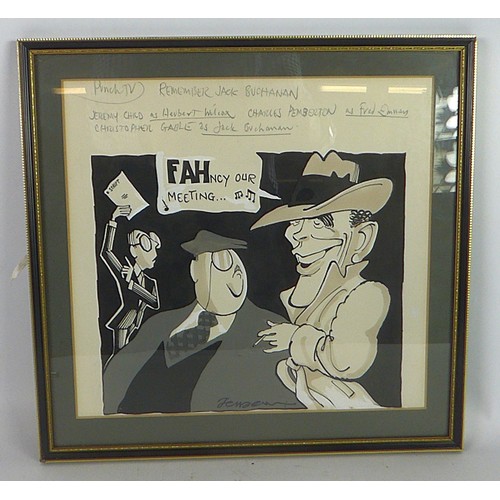 Punch TV) REMEMBER JACK BUCHANAN
JEREMY CHILD as Herbert Wilcox CHARLES PEMBERTON as Fred Emney
CHRISTOPHER GABLE as Jack Buchanan.
FAHNCY OUR
MEETING...